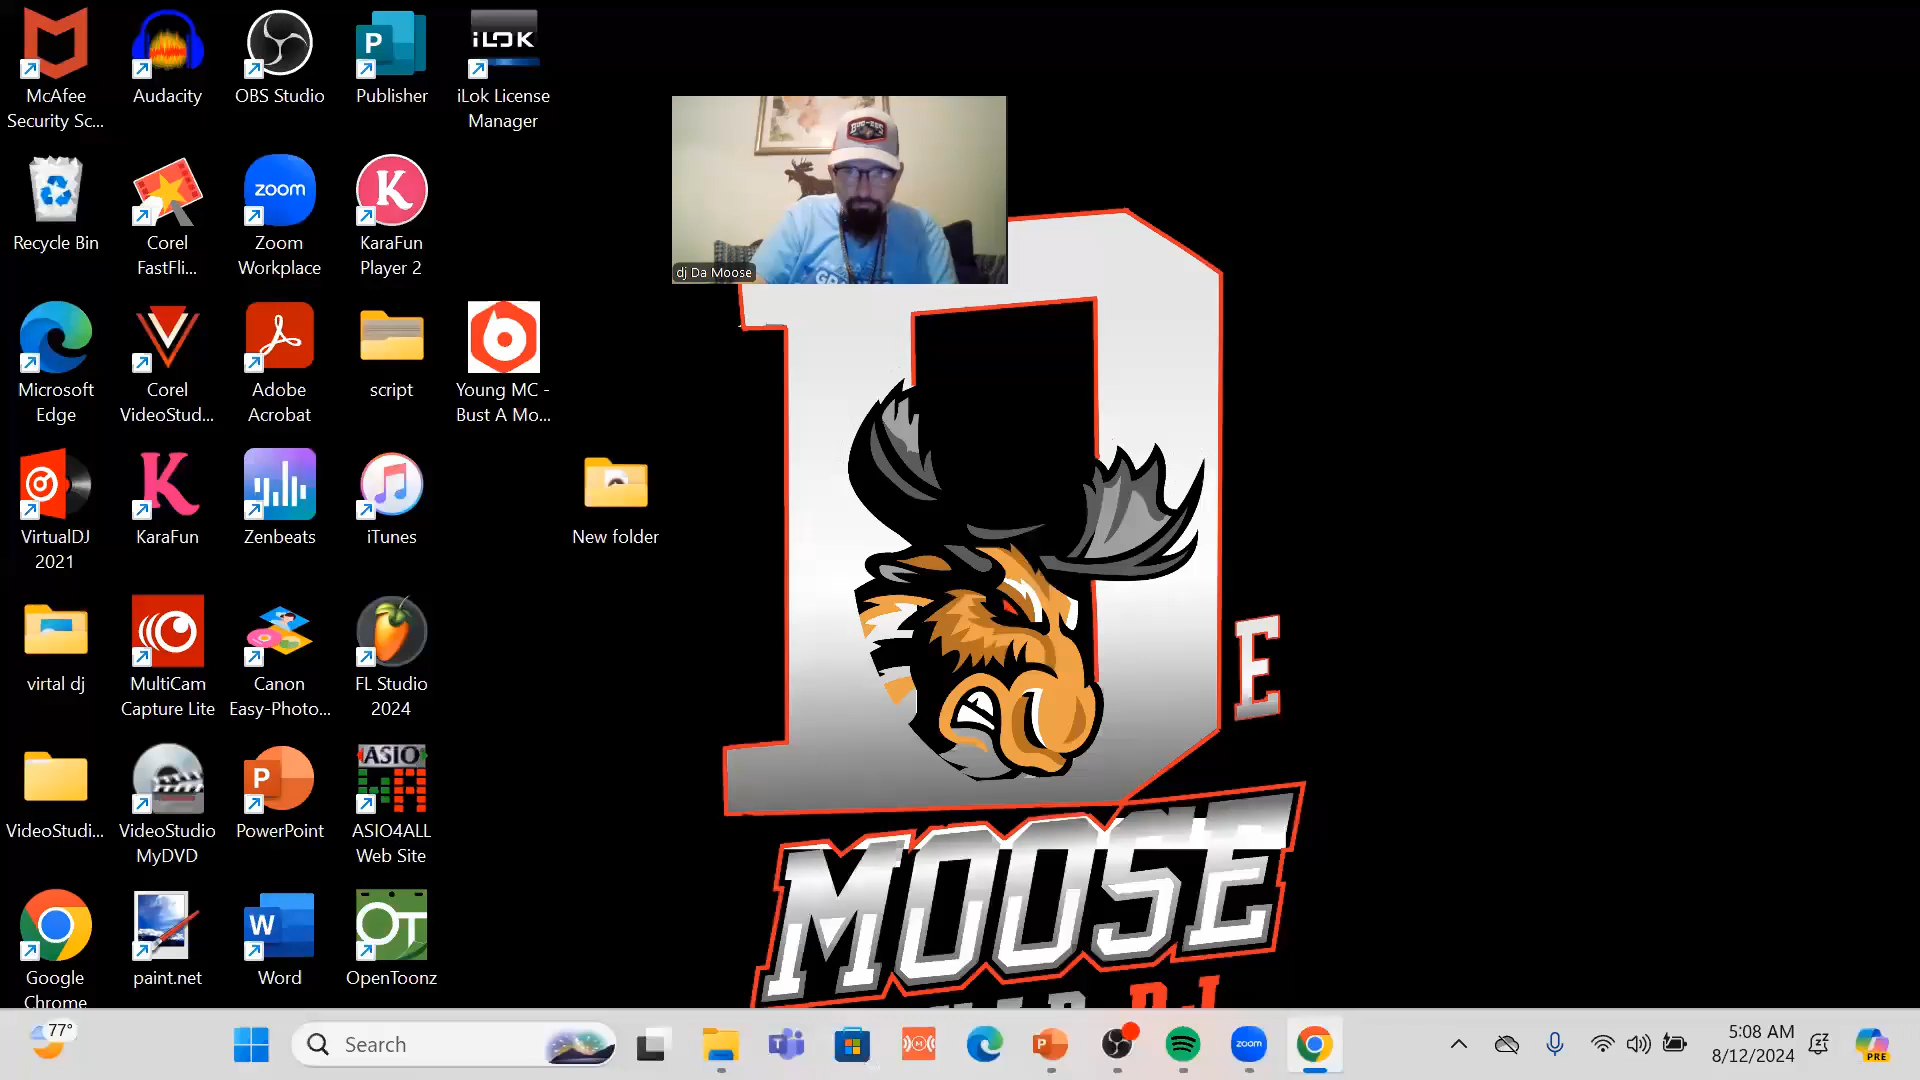 McAfee
Security Sc...
Audacity
OBS Studio
P
Publisher
iLOK
iLok License
Manager
Recycle Bin
Corel
FastFli...
zoom
Zoom
Workplace
K
KaraFun
Player 2
dj Da Moose
Microsoft
Edge
Corel
VideoStud...
Adobe
Acrobat
script
Young MC -
Bust A Mo...
VirtualDJ
2021
K
KaraFun
Zenbeats
iTunes
New folder
virtal dj
MultiCam
Capture Lite
Canon
Easy-Photo...
FL Studio
2024
VideoStudi...
VideoStudio
MyDVD
P
PowerPoint
ASIO
ASIO4ALL
Web Site
Google
Chrome
paint.net
W
Word
OT
OpenToonz
D
E
MOOSE
DJ
77°
Search
P
zoom
5:08 AM
8/12/2024
PRE